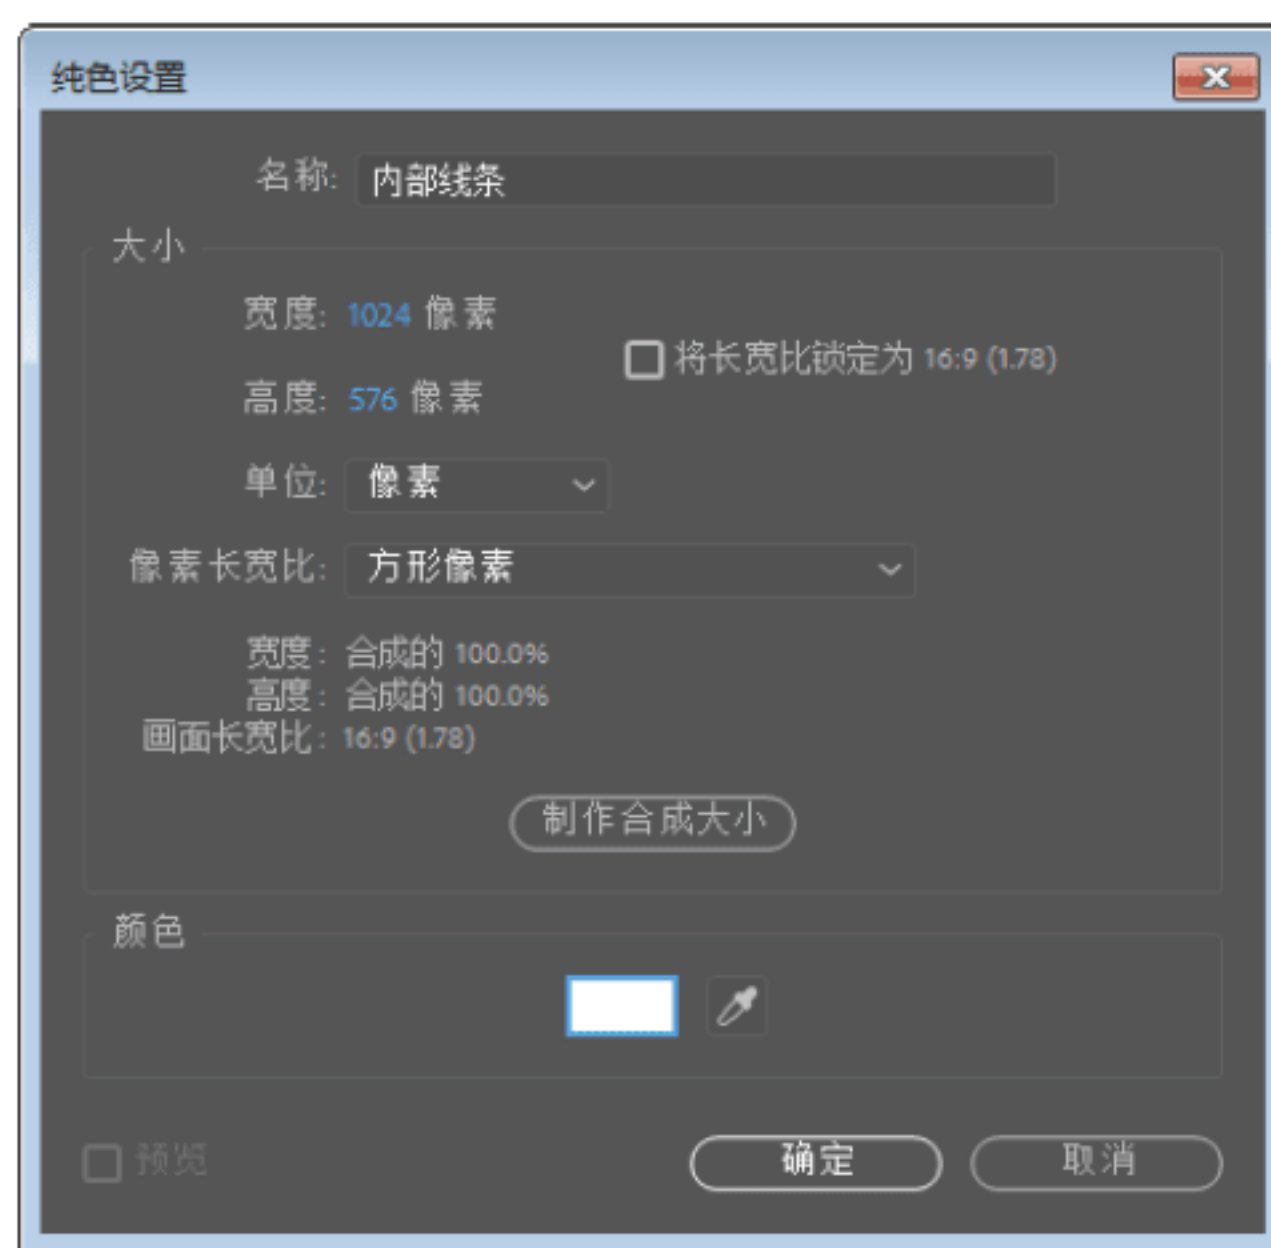 纯色设置
名称: 内部线条
大小
宽度: 1024 像素
将长宽比锁定为 16:9 (1.78)
高度: 576 像素
单位: 像素
像素长宽比: 方形像素
宽度: 合成的 100.0%
高度: 合成的 100.0%
画面长宽比: 16:9 (1.78)
制作合成大小
颜色
预览 确定 取消